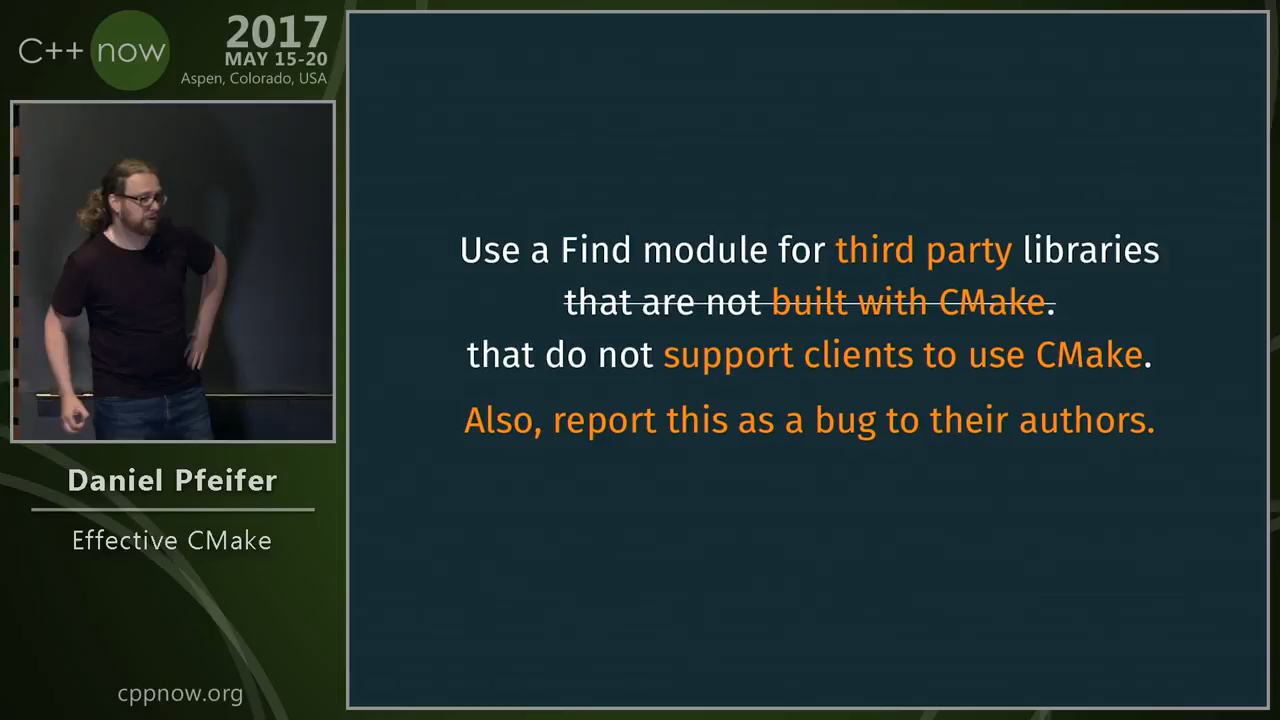 C++ now
2017
MAY 15-20
Aspen, Colorado, USA
Daniel Pfeifer
Effective CMake
cppnow.org
Use a Find module for third party libraries
that are not built with CMake.
that do not support clients to use CMake.
Also, report this as a bug to their authors.